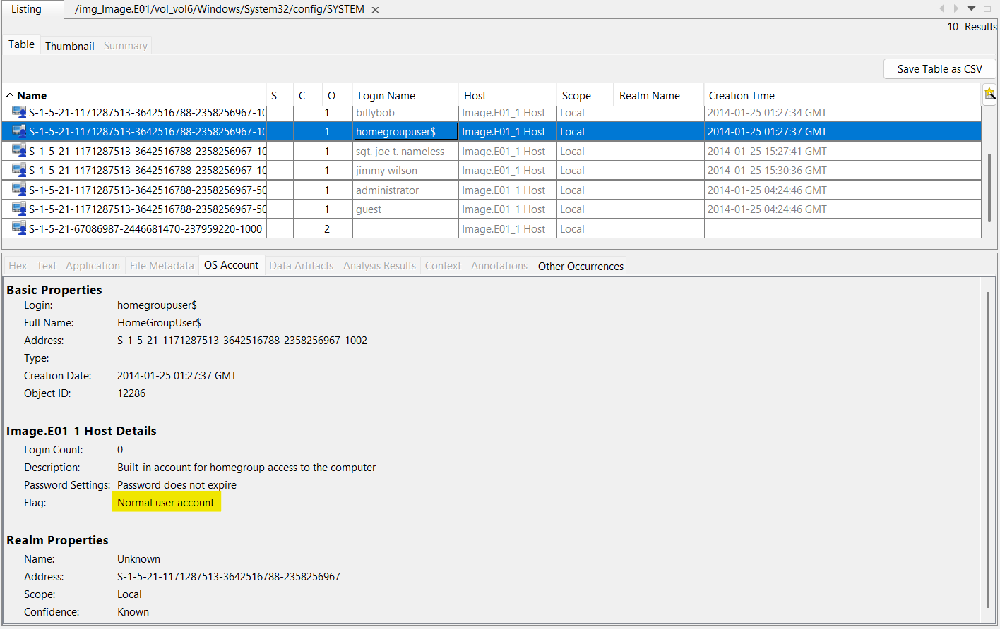 Listing /img_Image.E01/vol_vol6/Windows/System32/config/SYSTEM ×
10 Results
Table Thumbnail Summary
Save Table as CSV
Name S C O Login Name Host Scope Realm Name Creation Time
S-1-5-21-1171287513-3642516788-2358256967-10 1 billybob Image.E01_1 Host Local 2014-01-25 01:27:34 GMT
S-1-5-21-1171287513-3642516788-2358256967-10 1 homegroupuser$ Image.E01_1 Host Local 2014-01-25 01:27:37 GMT
S-1-5-21-1171287513-3642516788-2358256967-10 1 sgt. joe t. nameless Image.E01_1 Host Local 2014-01-25 15:27:41 GMT
S-1-5-21-1171287513-3642516788-2358256967-10 1 jimmy wilson Image.E01_1 Host Local 2014-01-25 15:30:36 GMT
S-1-5-21-1171287513-3642516788-2358256967-50 1 administrator Image.E01_1 Host Local 2014-01-25 04:24:46 GMT
S-1-5-21-1171287513-3642516788-2358256967-50 1 guest Image.E01_1 Host Local 2014-01-25 04:24:46 GMT
S-1-5-21-67086987-2446681470-237959220-1000 2 Image.E01_1 Host Local
Hex Text Application File Metadata OS Account Data Artifacts Analysis Results Context Annotations Other Occurrences
Basic Properties
Login: homegroupuser$
Full Name: HomeGroupUser$
Address: S-1-5-21-1171287513-3642516788-2358256967-1002
Type:
Creation Date: 2014-01-25 01:27:37 GMT
Object ID: 12286
Image.E01_1 Host Details
Login Count: 0
Description: Built-in account for homegroup access to the computer
Password Settings: Password does not expire
Flag: Normal user account
Realm Properties
Name: Unknown
Address: S-1-5-21-1171287513-3642516788-2358256967
Scope: Local
Confidence: Known